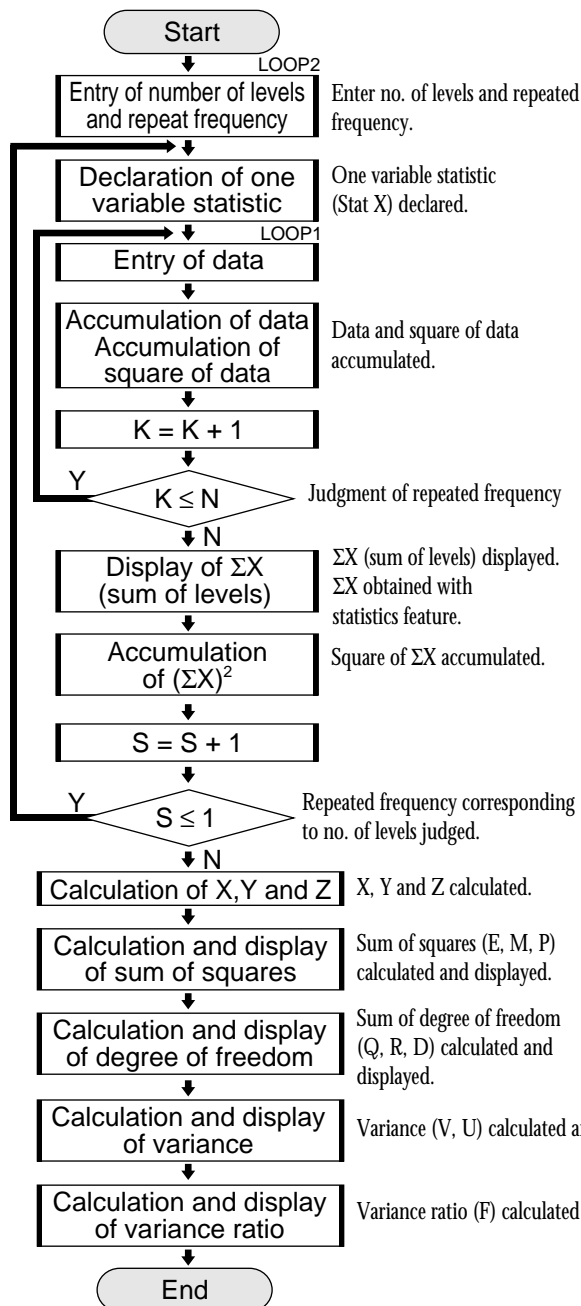 Start
LOOP2
Entry of number of levels
and repeat frequency
Enter no. of levels and repeated
frequency.
Declaration of one
variable statistic
One variable statistic
(Stat X) declared.
LOOP1
Entry of data
Accumulation of data
Accumulation of
square of data
Data and square of data
accumulated.
K = K + 1
Y
K ≤ N
Judgment of repeated frequency
N
Display of ΣX
(sum of levels)
ΣX (sum of levels) displayed.
ΣX obtained with
statistics feature.
Accumulation
of (ΣX)²
Square of ΣX accumulated.
S = S + 1
Y
S ≤ 1
Repeated frequency corresponding
to no. of levels judged.
N
Calculation of X,Y and Z
X, Y and Z calculated.
Calculation and display
of sum of squares
Sum of squares (E, M, P)
calculated and displayed.
Calculation and display
of degree of freedom
Sum of degree of freedom
(Q, R, D) calculated and
displayed.
Calculation and display
of variance
Variance (V, U) calculated
Calculation and display
of variance ratio
Variance ratio (F) calculated
End